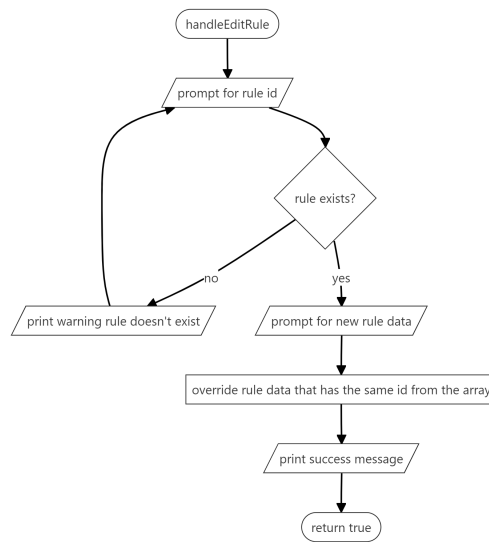 handleEditRule
prompt for rule id
rule exists?
no
yes
print warning rule doesn't exist
prompt for new rule data
override rule data that has the same id from the array
print success message
return true